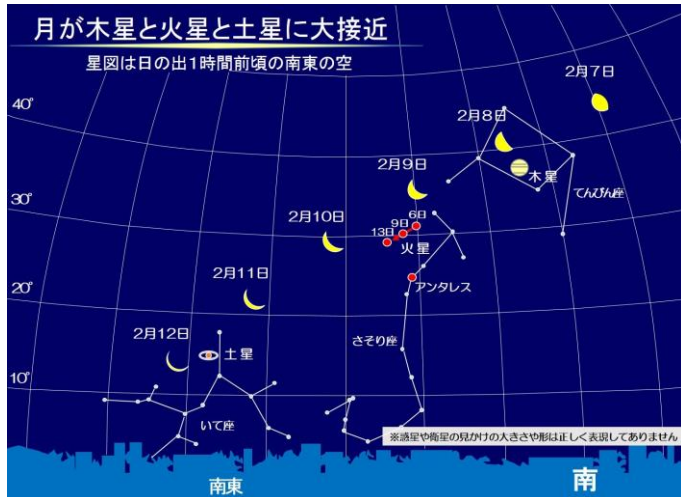 月が木星と火星と土星に大接近
星図は日の出1時間前頃の南東の空
2月7日
40°
2月8日
木星
2月9日
てんびん座
30°
2月10日
6日
9日
13日
火星
2月11日
アンタレス
20°
2月12日
土星
さそり座
10°
いて座
※惑星や衛星の見かけの大きさや形は正しく表現してありません
南東
南